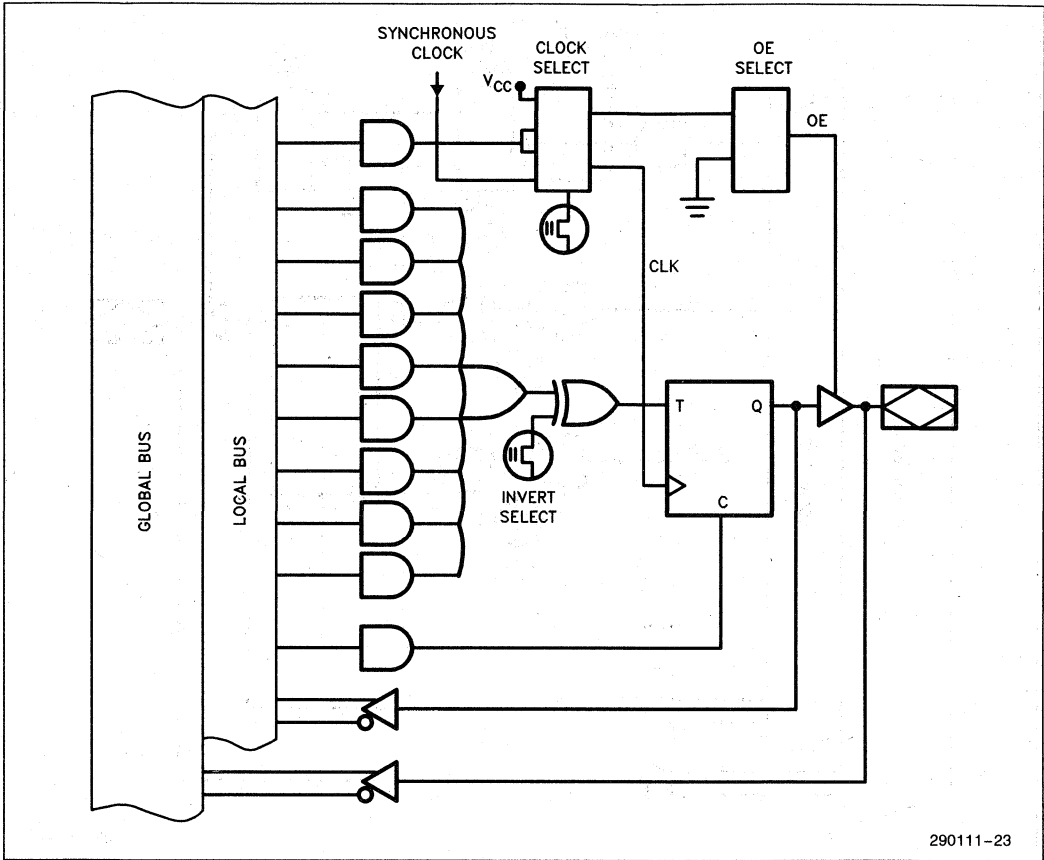 SYNCHRONOUS
CLOCK
CLOCK
SELECT
OE
SELECT
VCC
OE
CLK
GLOBAL BUS
LOCAL BUS
T
Q
C
INVERT
SELECT
290111-23